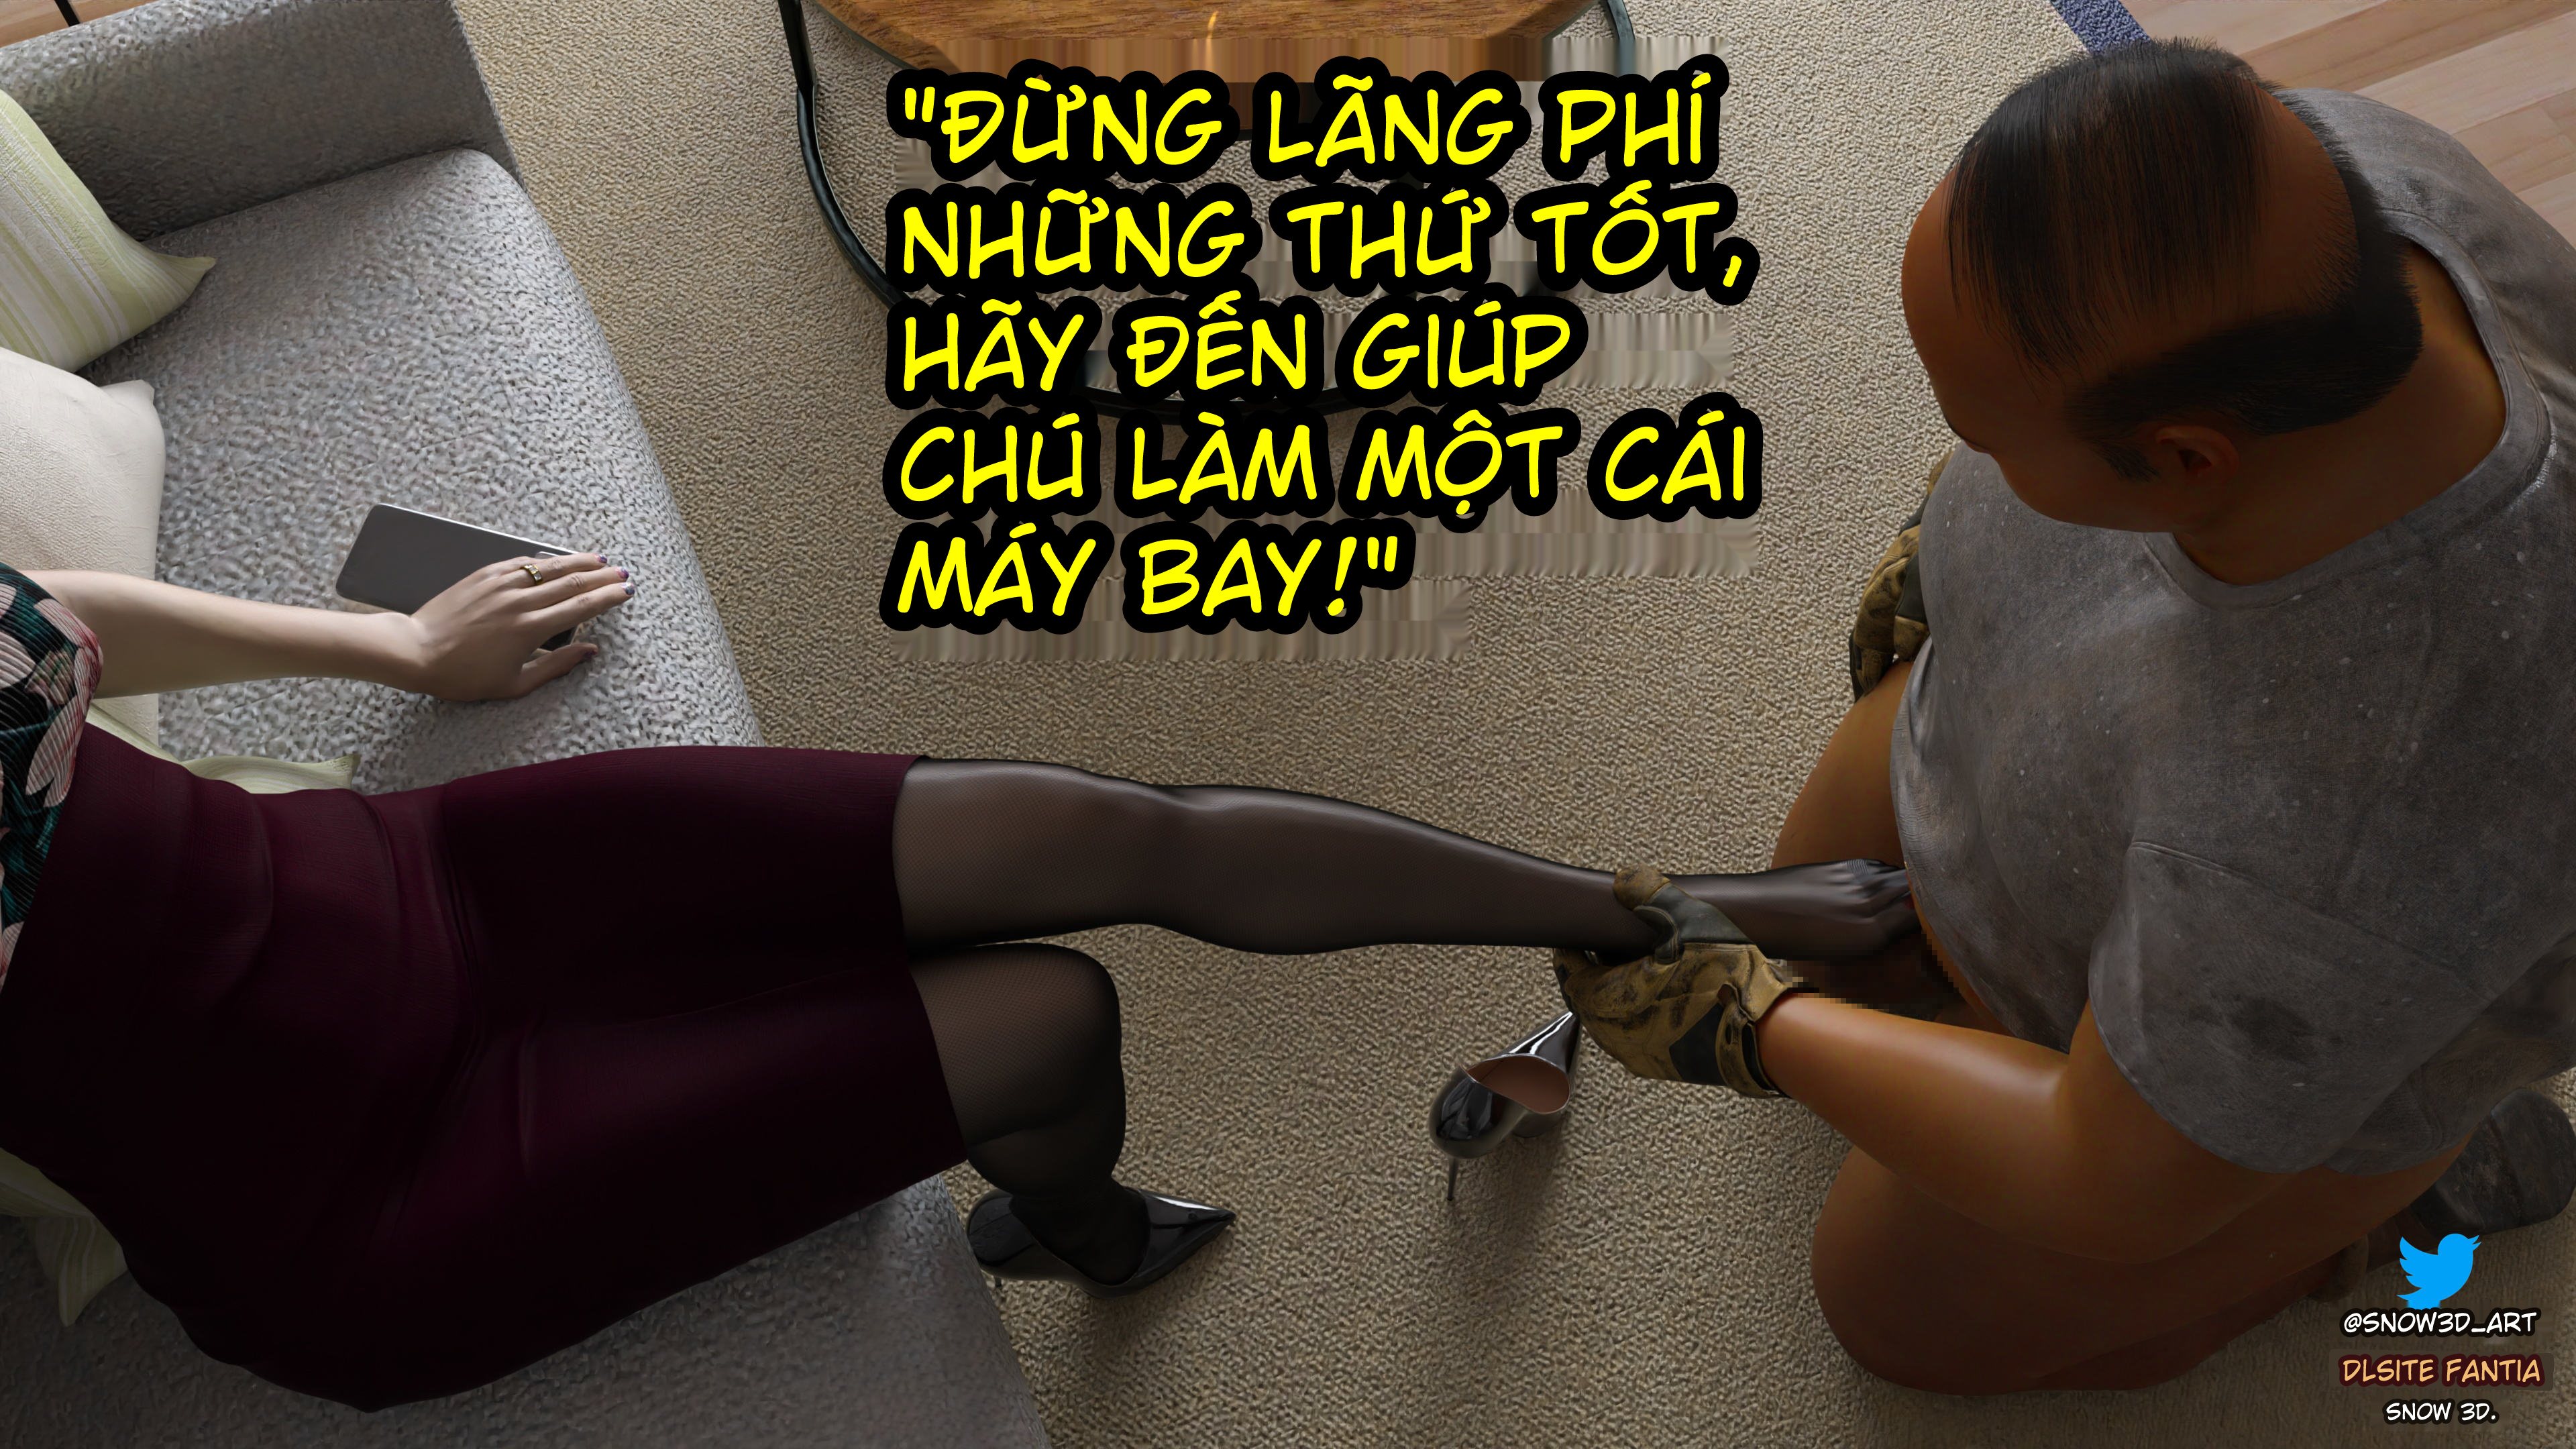 "ĐỪNG LÃNG PHÍ
NHỮNG THỨ TỐT,
HÃY ĐẾN GIÚP
CHÚ LÀM MỘT CÁI
MÁY BAY!"
@SNOW3D_ART
DLSITE FANTIA
SNOW 3D.